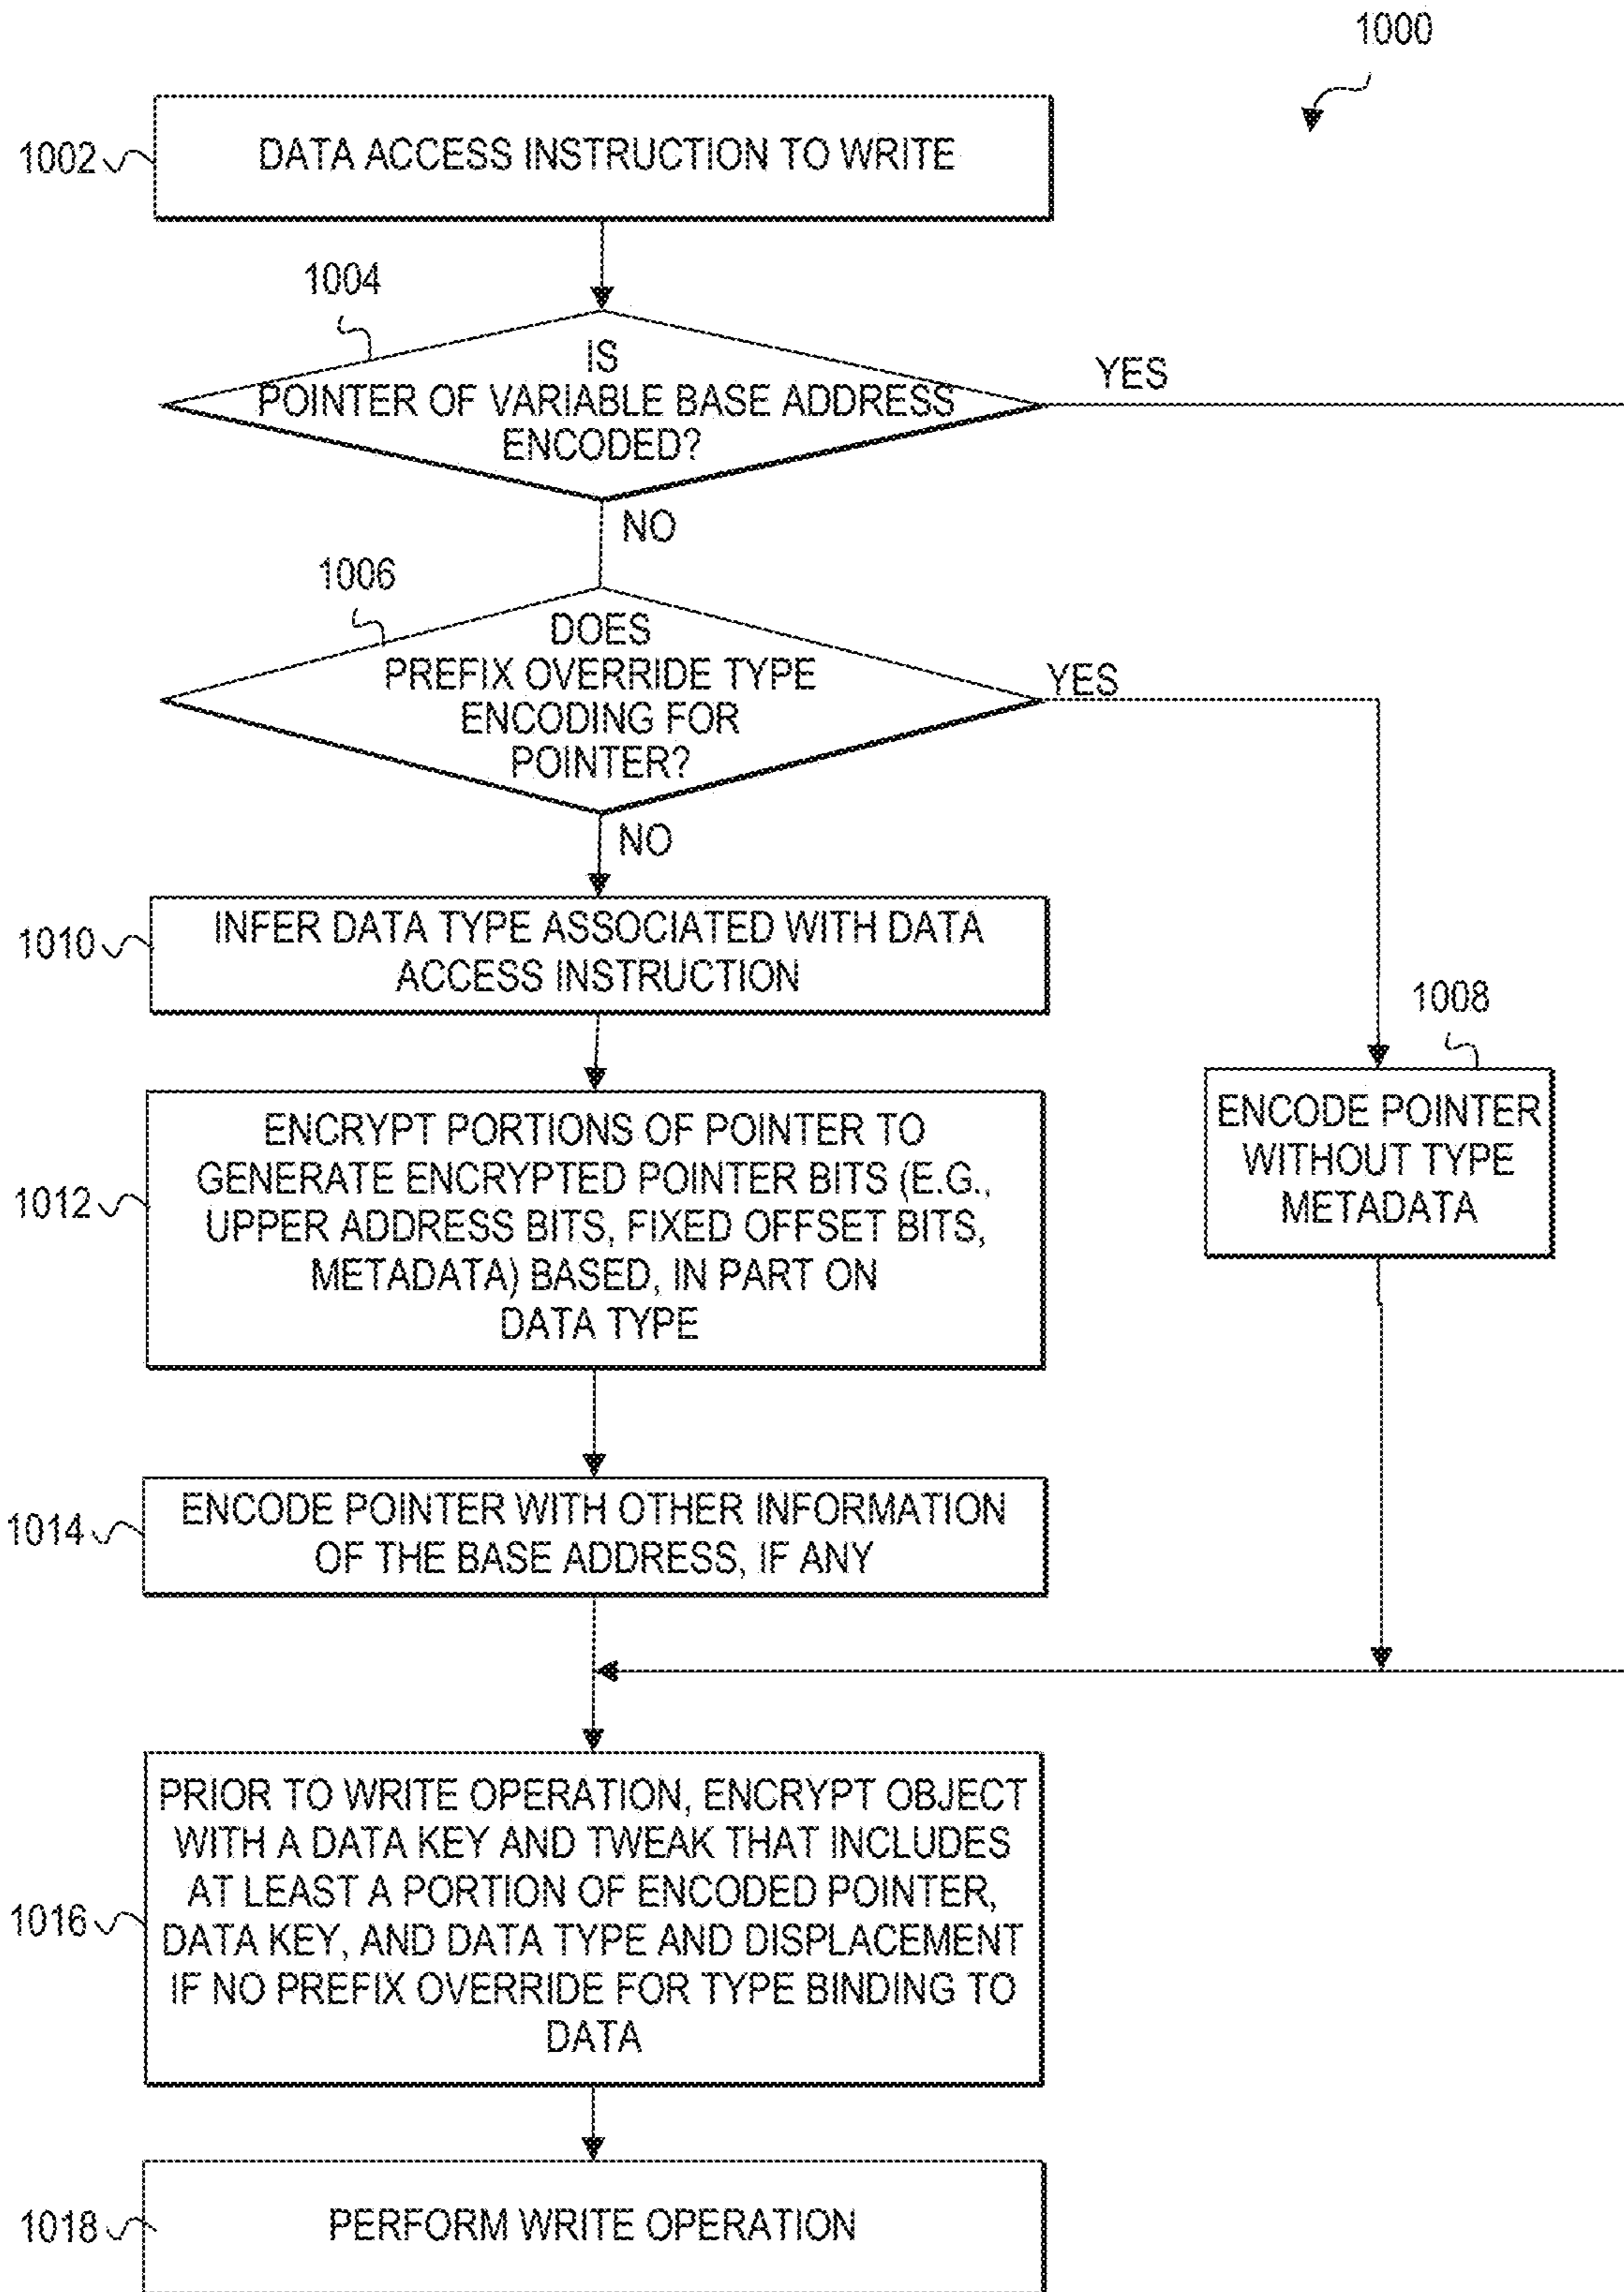 1000
1002
DATA ACCESS INSTRUCTION TO WRITE
1004
IS
POINTER OF VARIABLE BASE ADDRESS
ENCODED?
YES
NO
1006
DOES
PREFIX OVERRIDE TYPE
ENCODING FOR
POINTER?
YES
NO
1010
INFER DATA TYPE ASSOCIATED WITH DATA
ACCESS INSTRUCTION
1008
ENCODE POINTER
WITHOUT TYPE
METADATA
1012
ENCRYPT PORTIONS OF POINTER TO
GENERATE ENCRYPTED POINTER BITS (E.G.,
UPPER ADDRESS BITS, FIXED OFFSET BITS,
METADATA) BASED, IN PART ON
DATA TYPE
1014
ENCODE POINTER WITH OTHER INFORMATION
OF THE BASE ADDRESS, IF ANY
1016
PRIOR TO WRITE OPERATION, ENCRYPT OBJECT
WITH A DATA KEY AND TWEAK THAT INCLUDES
AT LEAST A PORTION OF ENCODED POINTER,
DATA KEY, AND DATA TYPE AND DISPLACEMENT
IF NO PREFIX OVERRIDE FOR TYPE BINDING TO
DATA
1018
PERFORM WRITE OPERATION